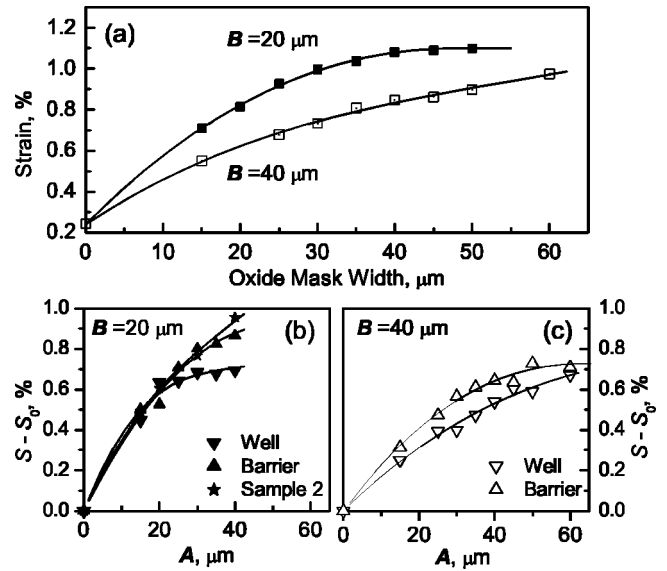 (a)
B =20 μm
B =40 μm
Strain, %
1.2
1.0
0.8
0.6
0.4
0.2
0 10 20 30 40 50 60
Oxide Mask Width, μm
B =20 μm
(b)
S - S₀, %
1.0
0.8
0.6
0.4
0.2
0.0
Well
Barrier
Sample 2
0 20 40 60
A, μm
B =40 μm
(c)
Well
Barrier
0 20 40 60
A, μm
1.0
0.8
0.6
0.4
0.2
0.0
S - S₀, %